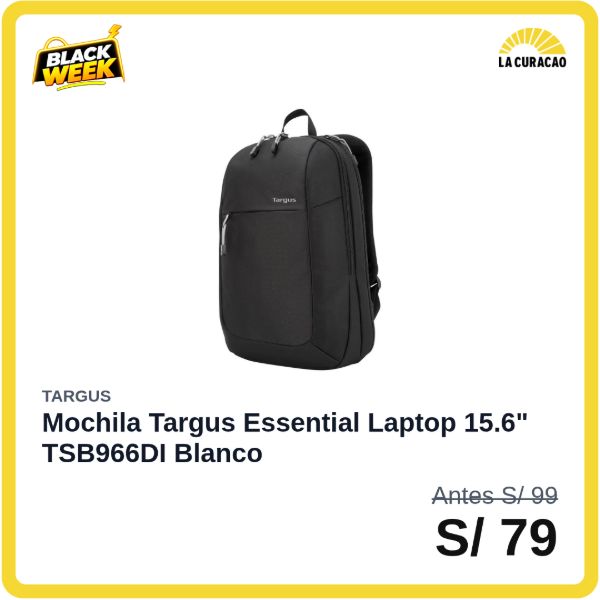 BLACK
WEEK
LA CURACAO
Targus
TARGUS
Mochila Targus Essential Laptop 15.6"
TSB966DI Blanco
Antes S/ 99
S/ 79